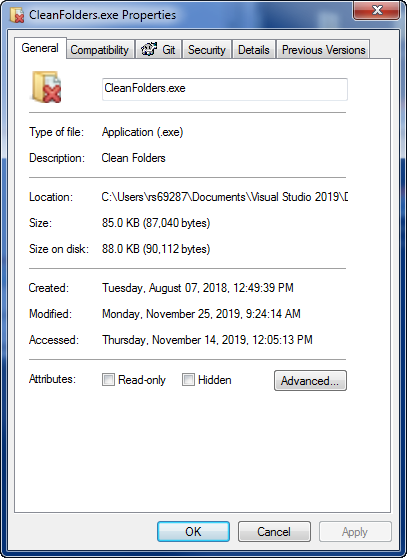 CleanFolders.exe Properties
General Compatibility Git Security Details Previous Versions
CleanFolders.exe
Type of file: Application (.exe)
Description: Clean Folders
Location: C:\Users\rs69287\Documents\Visual Studio 2019\D
Size: 85.0 KB (87,040 bytes)
Size on disk: 88.0 KB (90,112 bytes)
Created: Tuesday, August 07, 2018, 12:49:39 PM
Modified: Monday, November 25, 2019, 9:24:14 AM
Accessed: Thursday, November 14, 2019, 12:05:13 PM
Attributes: Read-only Hidden Advanced...
OK Cancel Apply